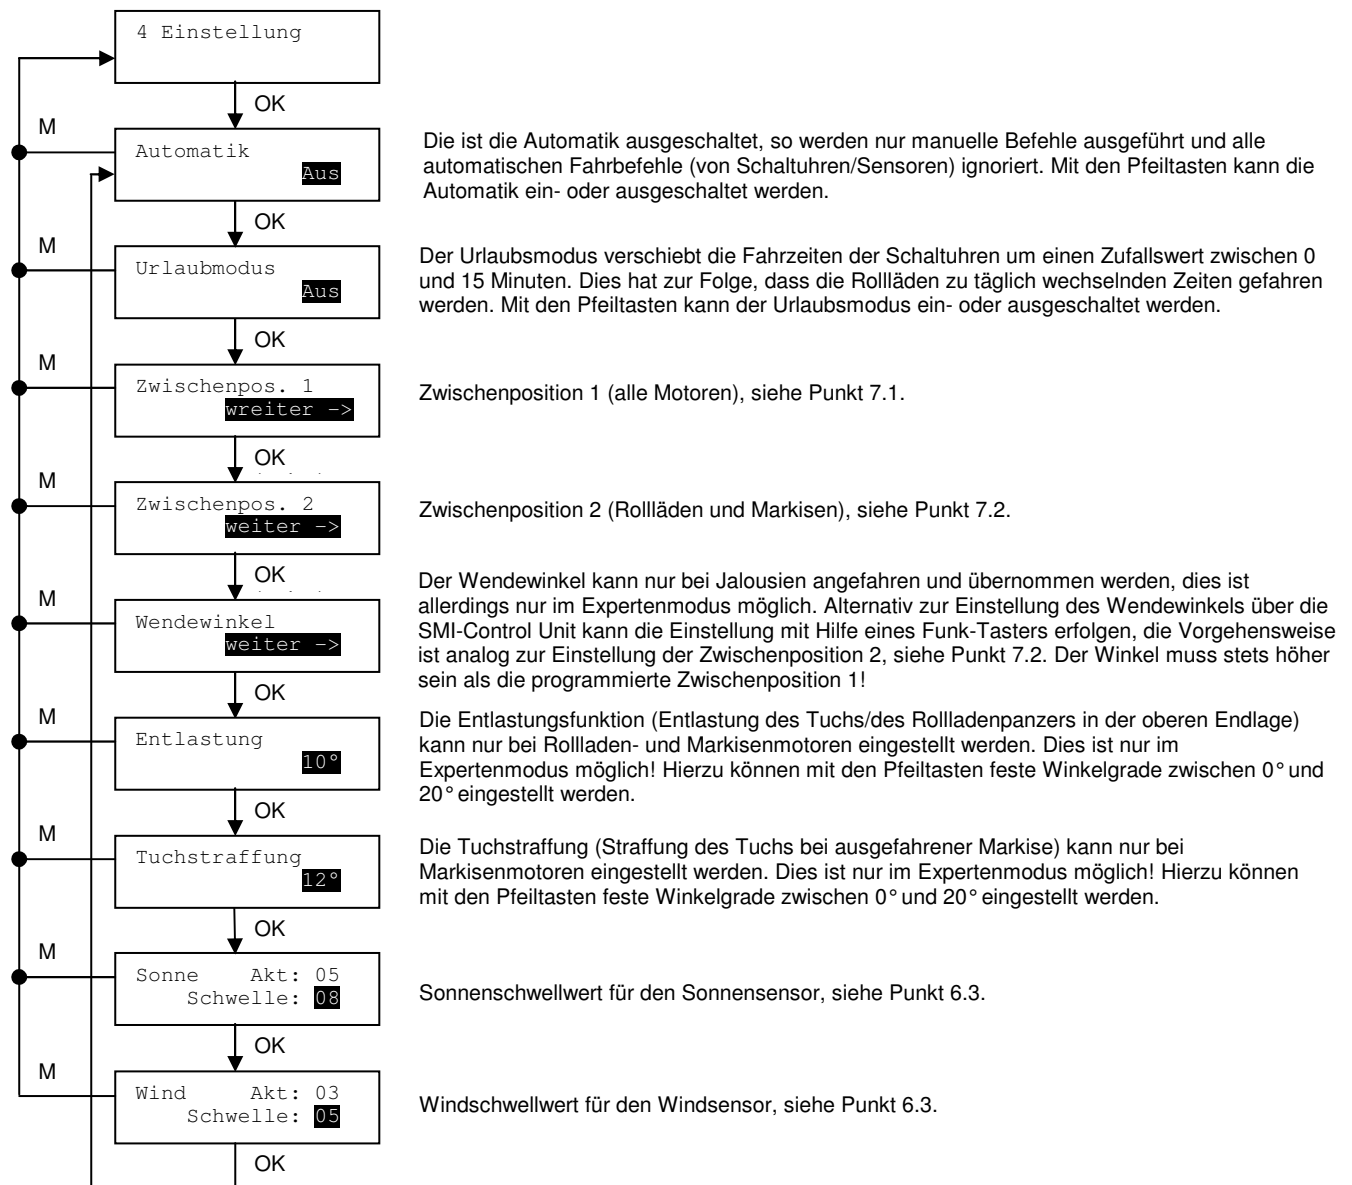 4 Einstellung
OK
M
Automatik
Aus
Die ist die Automatik ausgeschaltet, so werden nur manuelle Befehle ausgeführt und alle
automatischen Fahrbefehle (von Schaltuhren/Sensoren) ignoriert. Mit den Pfeiltasten kann die
Automatik ein- oder ausgeschaltet werden.
OK
M
Urlaubmodus
Aus
Der Urlaubsmodus verschiebt die Fahrzeiten der Schaltuhren um einen Zufallswert zwischen 0
und 15 Minuten. Dies hat zur Folge, dass die Rollläden zu täglich wechselnden Zeiten gefahren
werden. Mit den Pfeiltasten kann der Urlaubsmodus ein- oder ausgeschaltet werden.
OK
M
Zwischenpos. 1
wreiter ->
Zwischenposition 1 (alle Motoren), siehe Punkt 7.1.
OK
M
Zwischenpos. 2
weiter ->
Zwischenposition 2 (Rollläden und Markisen), siehe Punkt 7.2.
OK
M
Wendewinkel
weiter ->
Der Wendewinkel kann nur bei Jalousien angefahren und übernommen werden, dies ist
allerdings nur im Expertenmodus möglich. Alternativ zur Einstellung des Wendewinkels über die
SMI-Control Unit kann die Einstellung mit Hilfe eines Funk-Tasters erfolgen, die Vorgehensweise
ist analog zur Einstellung der Zwischenposition 2, siehe Punkt 7.2. Der Winkel muss stets höher
sein als die programmierte Zwischenposition 1!
OK
M
Entlastung
10°
Die Entlastungsfunktion (Entlastung des Tuchs/des Rollladenpanzers in der oberen Endlage)
kann nur bei Rollladen- und Markisenmotoren eingestellt werden. Dies ist nur im
Expertenmodus möglich! Hierzu können mit den Pfeiltasten feste Winkelgrade zwischen 0° und
20° eingestellt werden.
OK
M
Tuchstraffung
12°
Die Tuchstraffung (Straffung des Tuchs bei ausgefahrener Markise) kann nur bei
Markisenmotoren eingestellt werden. Dies ist nur im Expertenmodus möglich! Hierzu können
mit den Pfeiltasten feste Winkelgrade zwischen 0° und 20° eingestellt werden.
OK
M
Sonne Akt: 05
Schwelle: 08
Sonnenschwellwert für den Sonnensensor, siehe Punkt 6.3.
OK
M
Wind Akt: 03
Schwelle: 05
Windschwellwert für den Windsensor, siehe Punkt 6.3.
OK